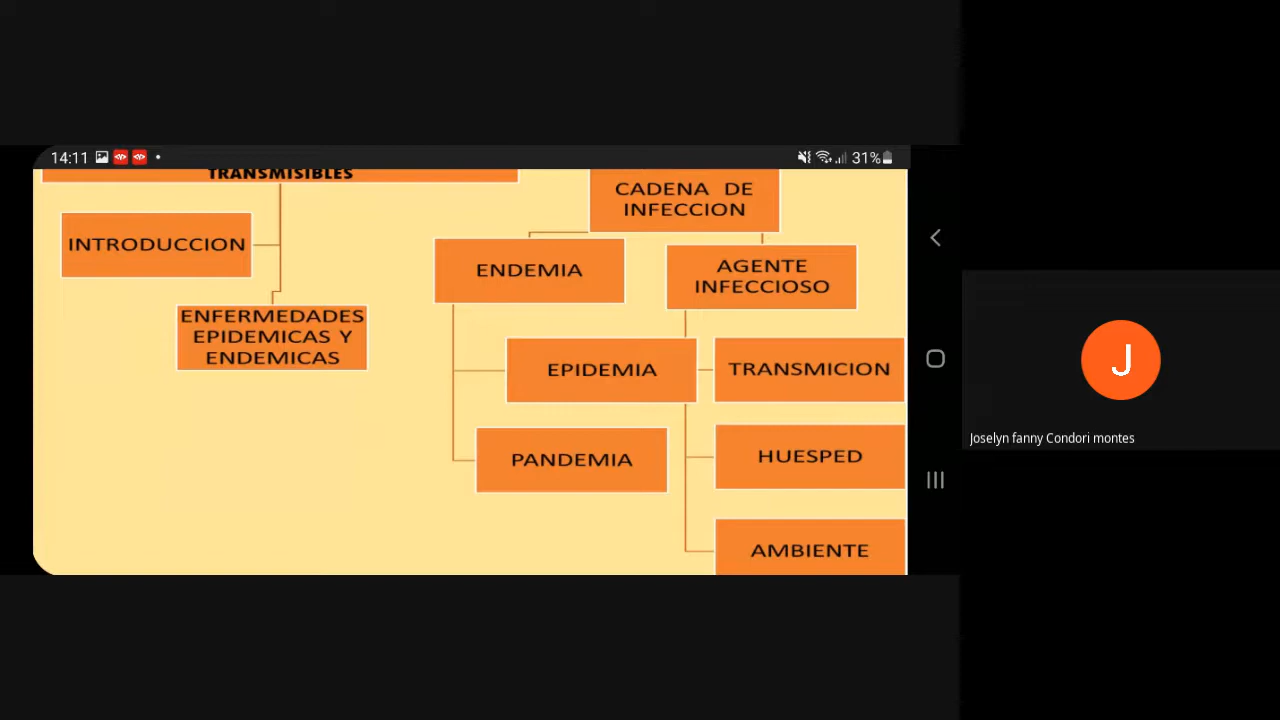 14:11
31%
TRANSMISIBLES
INTRODUCCION
ENFERMEDADES
EPIDEMICAS Y
ENDEMICAS
CADENA DE
INFECCION
ENDEMIA
EPIDEMIA
PANDEMIA
AGENTE
INFECCIOSO
TRANSMICION
HUESPED
AMBIENTE
J
Joselyn fanny Condori montes